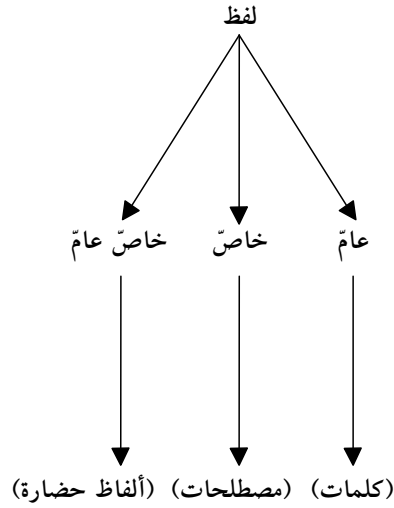 لفظ
عامّ خاصّ خاصّ عامّ
(كلمات) (مصطلحات) (ألفاظ حضارة)